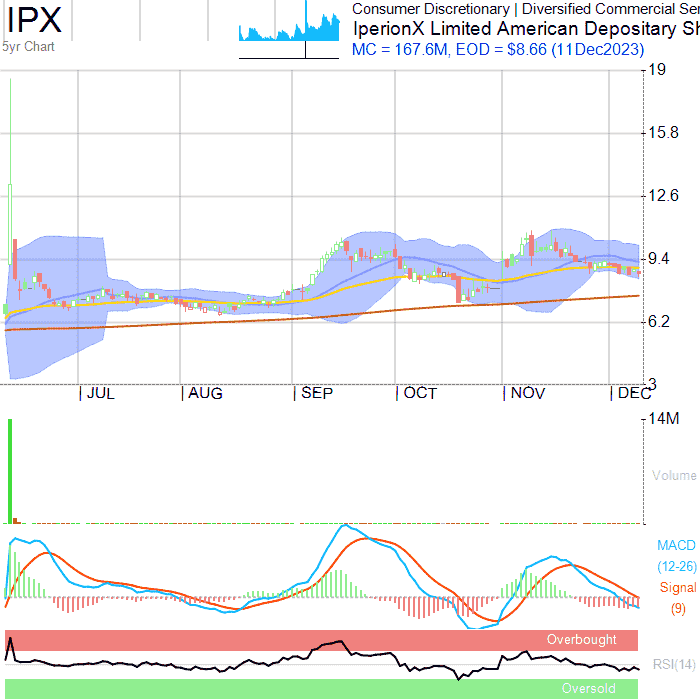 IPX
5yr Chart
Consumer Discretionary | Diversified Commercial Ser
IperionX Limited American Depositary Sh
MC = 167.6M, EOD = $8.66 (11Dec2023)
19
15.8
12.6
9.4
6.2
3
JUL AUG SEP OCT NOV DEC
14M
Volume
MACD
(12-26)
Signal
(9)
Overbought
RSI(14)
Oversold